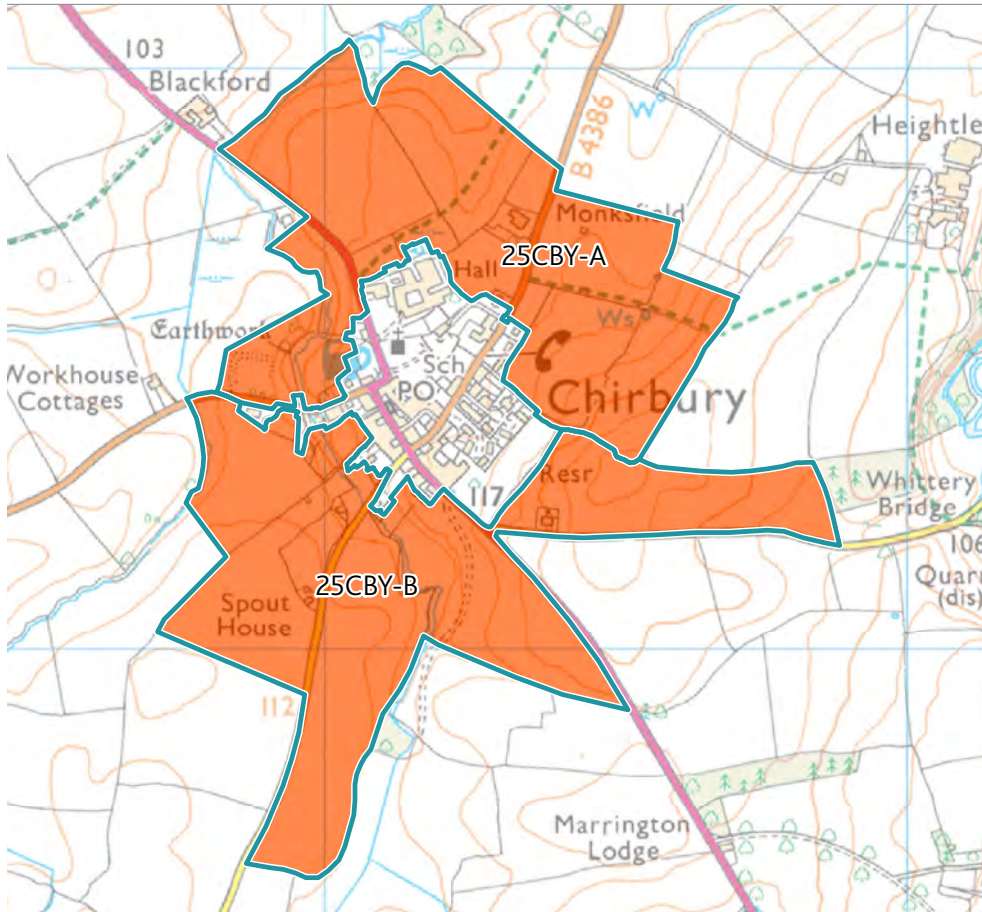 103
Blackford
B 4386
W
Heightle
Monksfield
25CBY-A
Hall
Ws
Earthwork
Sch
PO
Workhouse
Cottages
Chirbury
Resr
117
Whittery
Bridge
106
Quarr
(dis)
25CBY-B
Spout
House
112
Marrington
Lodge